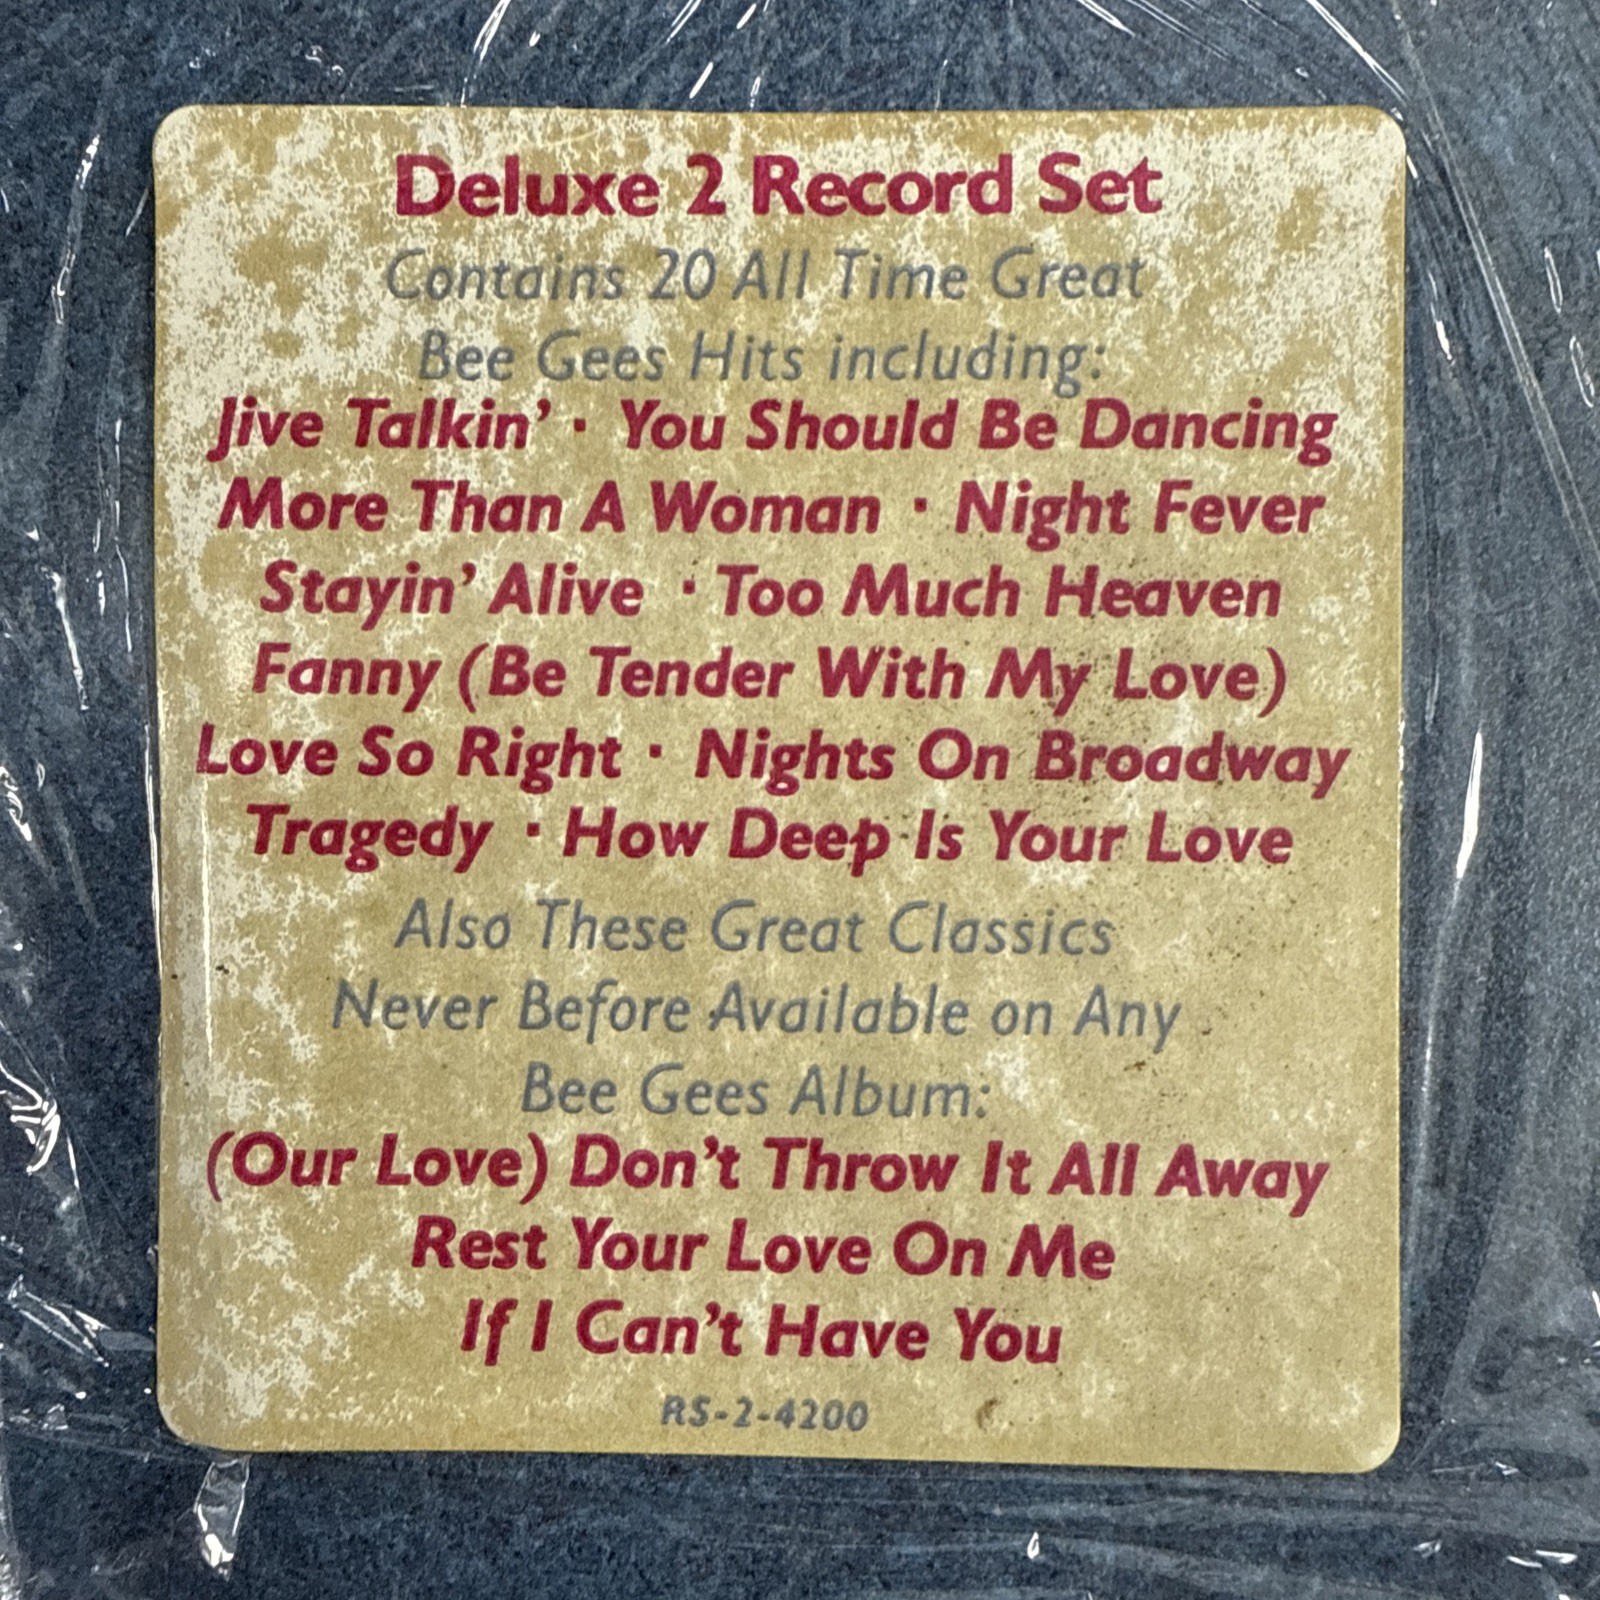 Deluxe 2 Record Set
Contains 20 All Time Great
Bee Gees Hits including:
Jive Talkin' · You Should Be Dancing
More Than A Woman · Night Fever
Stayin' Alive · Too Much Heaven
Fanny (Be Tender With My Love)
Love So Right · Nights On Broadway
Tragedy · How Deep Is Your Love
Also These Great Classics
Never Before Available on Any
Bee Gees Album:
(Our Love) Don't Throw It All Away
Rest Your Love On Me
If I Can't Have You
RS-2-4200